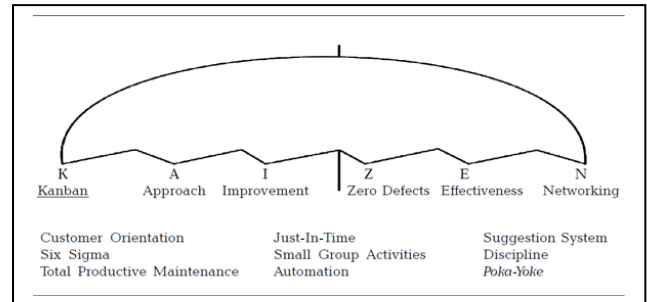 K A I Z E N
Kanban Approach Improvement Zero Defects Effectiveness Networking
Customer Orientation Just-In-Time Suggestion System
Six Sigma Small Group Activities Discipline
Total Productive Maintenance Automation Poka-Yoke